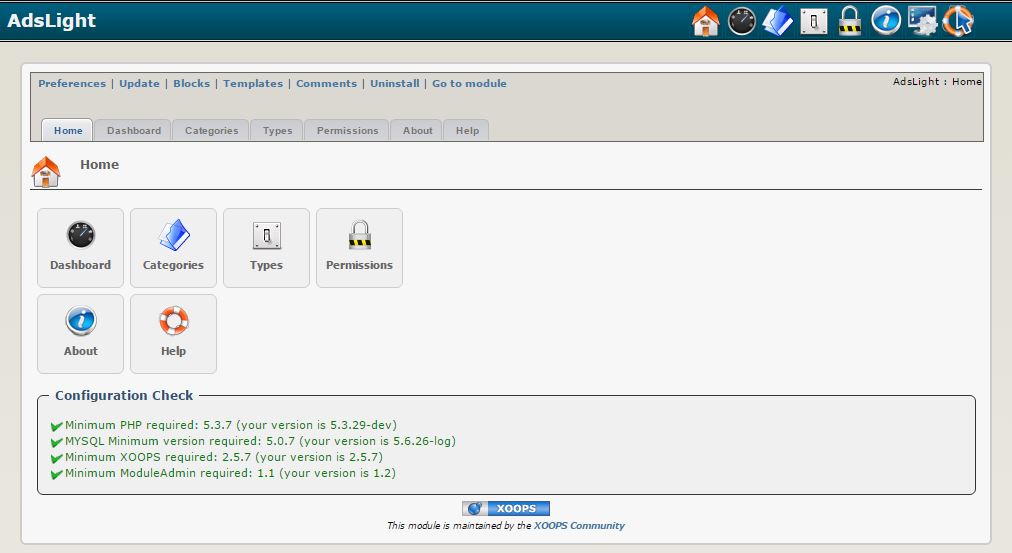 AdsLight
Preferences | Update | Blocks | Templates | Comments | Uninstall | Go to module
AdsLight : Home
Home Dashboard Categories Types Permissions About Help
Home
Dashboard Categories Types Permissions
About Help
Configuration Check
Minimum PHP required: 5.3.7 (your version is 5.3.29-dev)
MYSQL Minimum version required: 5.0.7 (your version is 5.6.26-log)
Minimum XOOPS required: 2.5.7 (your version is 2.5.7)
Minimum ModuleAdmin required: 1.1 (your version is 1.2)
XOOPS
This module is maintained by the XOOPS Community